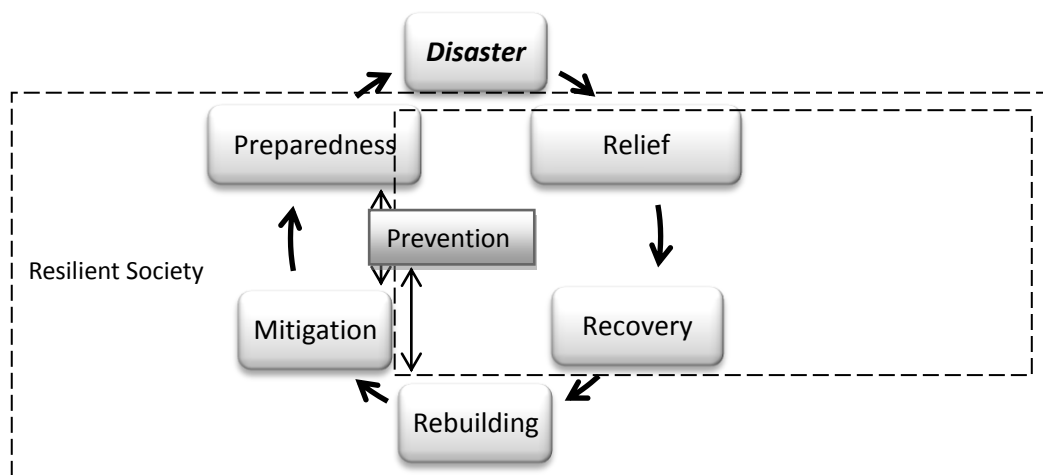 Disaster
Preparedness
Relief
Prevention
Resilient Society
Mitigation
Recovery
Rebuilding